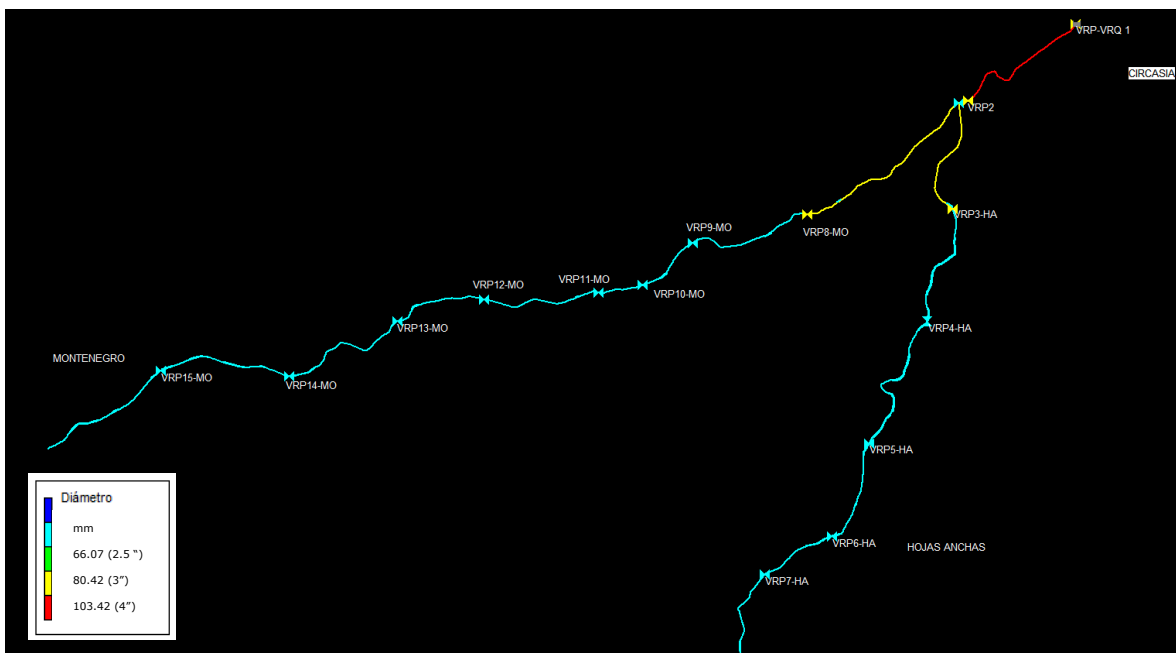 VRP-VRQ 1
CIRCASIA
VRP2
VRP3-HA
VRP8-MO
VRP9-MO
VRP11-MO
VRP12-MO
VRP10-MO
VRP13-MO
VRP4-HA
MONTENEGRO
VRP15-MO
VRP14-MO
VRP5-HA
VRP6-HA
HOJAS ANCHAS
VRP7-HA
Diámetro
mm
66.07 (2.5 “)
80.42 (3”)
103.42 (4”)